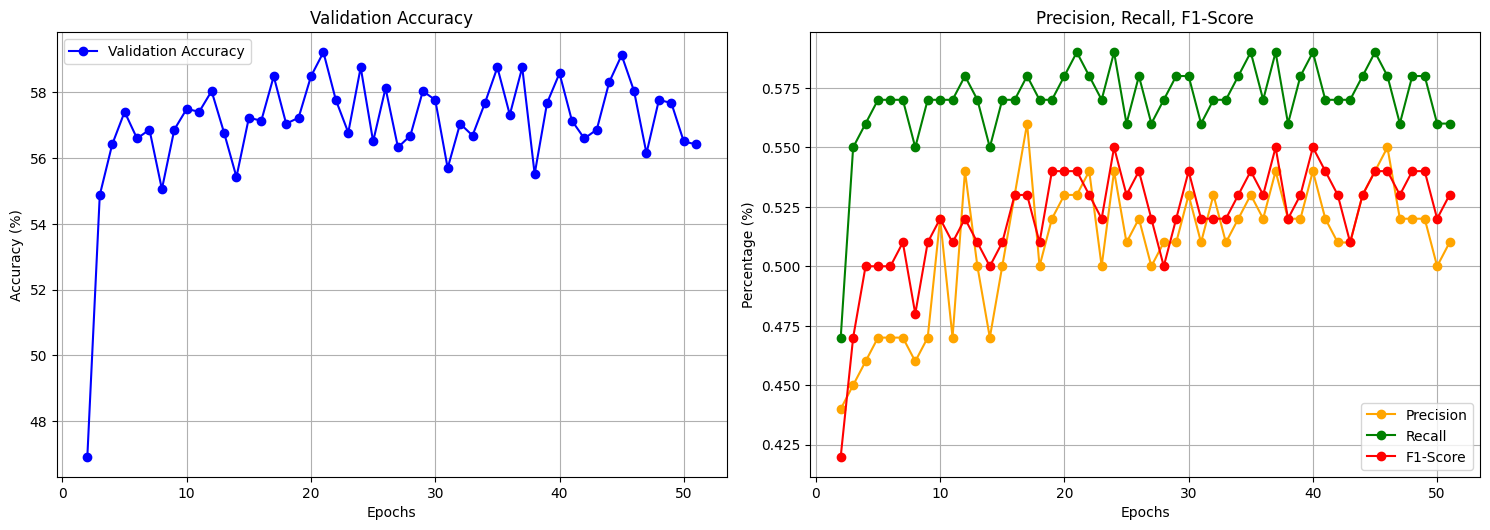 Validation Accuracy
Validation Accuracy
58
56
54
52
50
48
Accuracy (%)
0
10
20
30
40
50
Epochs
Precision, Recall, F1-Score
0.575
0.550
0.525
0.500
0.475
0.450
0.425
Percentage (%)
Precision
Recall
F1-Score
0
10
20
30
40
50
Epochs